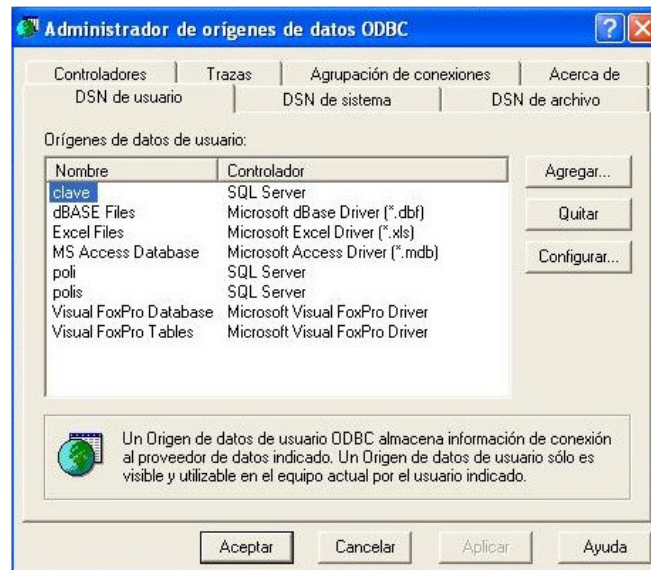 Administrador de orígenes de datos ODBC
Controladores Trazas Agrupación de conexiones Acerca de
DSN de usuario DSN de sistema DSN de archivo
Orígenes de datos de usuario:
Nombre Controlador Agregar...
clave SQL Server
dBASE Files Microsoft dBase Driver (*.dbf) Quitar
Excel Files Microsoft Excel Driver (*.xls)
MS Access Database Microsoft Access Driver (*.mdb) Configurar...
poli SQL Server
polis SQL Server
Visual FoxPro Database Microsoft Visual FoxPro Driver
Visual FoxPro Tables Microsoft Visual FoxPro Driver
Un Origen de datos de usuario ODBC almacena información de conexión
al proveedor de datos indicado. Un Origen de datos de usuario sólo es
visible y utilizable en el equipo actual por el usuario indicado.
Aceptar Cancelar Aplicar Ayuda